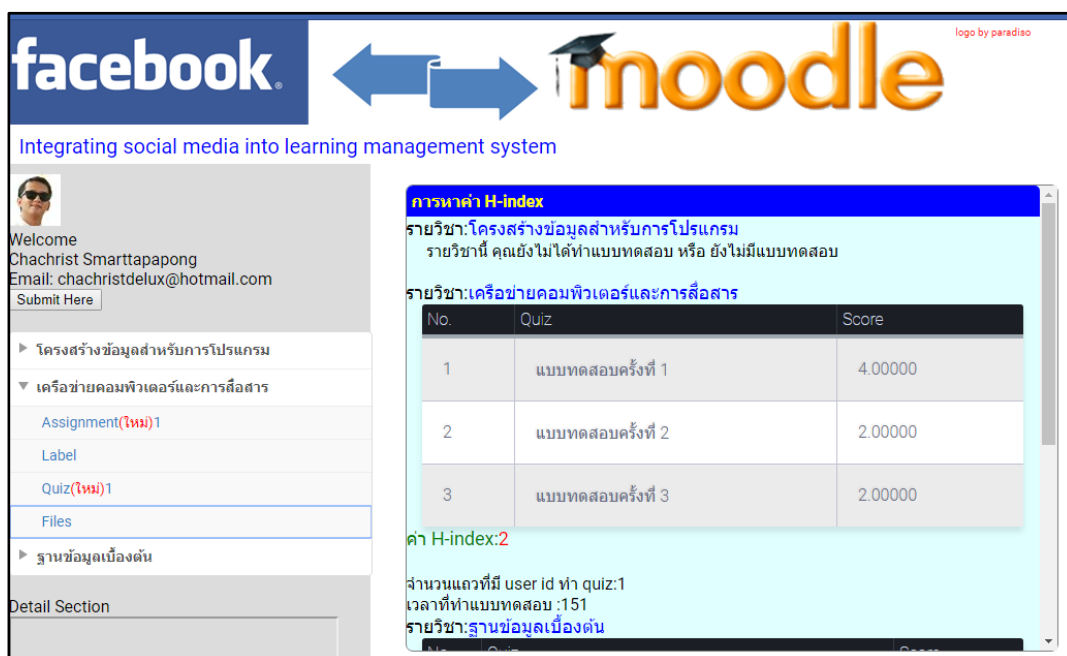 facebook.
moodle
logo by paradiso
Integrating social media into learning management system
Welcome
Chachrist Smarttapapong
Email: chachristdelux@hotmail.com
Submit Here
โครงสร้างข้อมูลสำหรับการโปรแกรม
เครือข่ายคอมพิวเตอร์และการสื่อสาร
Assignment(ใหม่)1
Label
Quiz(ใหม่)1
Files
ฐานข้อมูลเบื้องต้น
Detail Section
การหาค่า H-index
รายวิชา:โครงสร้างข้อมูลสำหรับการโปรแกรม
รายวิชานี้ คุณยังไม่ได้ทำแบบทดสอบ หรือ ยังไม่มีแบบทดสอบ
รายวิชา:เครือข่ายคอมพิวเตอร์และการสื่อสาร
No. Quiz Score
1 แบบทดสอบครั้งที่ 1 4.00000
2 แบบทดสอบครั้งที่ 2 2.00000
3 แบบทดสอบครั้งที่ 3 2.00000
ค่า H-index:2
จำนวนแถวที่มี user id ทำ quiz:1
เวลาที่ทำแบบทดสอบ :151
รายวิชา:ฐานข้อมูลเบื้องต้น
No. Quiz Score